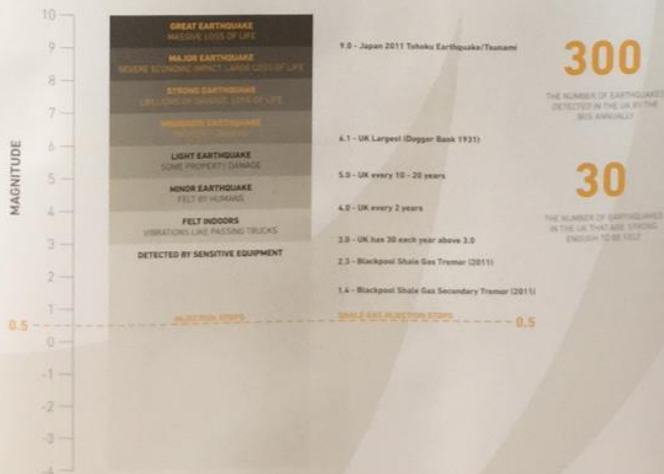 MAGNITUDE
10
9
8
7
6
5
4
3
2
1
0.5
0
-1
-2
-3
-4
GREAT EARTHQUAKE
MASSIVE LOSS OF LIFE
MAJOR EARTHQUAKE
SEVERE ECONOMIC IMPACT LARGE LOSS OF LIFE
STRONG EARTHQUAKE
LOSS OF LIFE
LIGHT EARTHQUAKE
SOME PROPERTY DAMAGE
MINOR EARTHQUAKE
FELT BY HUMANS
FELT INDOORS
VIBRATIONS LIKE PASSING TRUCKS
DETECTED BY SENSITIVE EQUIPMENT
INJECTION STOPS
9.0 - Japan 2011 Tohoku Earthquake/Tsunami
6.1 - UK Largest (Dogger Bank 1931)
5.0 - UK every 10 - 20 years
4.0 - UK every 2 years
3.0 - UK has 30 each year above 3.0
2.3 - Blackpool Shale Gas Tremor (2011)
1.4 - Blackpool Shale Gas Secondary Tremor (2011)
SHALE GAS INJECTION STOPS
0.5
300
THE NUMBER OF EARTHQUAKES
DETECTED IN THE UK BY THE
BGS ANNUALLY
30
THE NUMBER OF EARTHQUAKES
IN THE UK THAT ARE STRONG
ENOUGH TO BE FELT